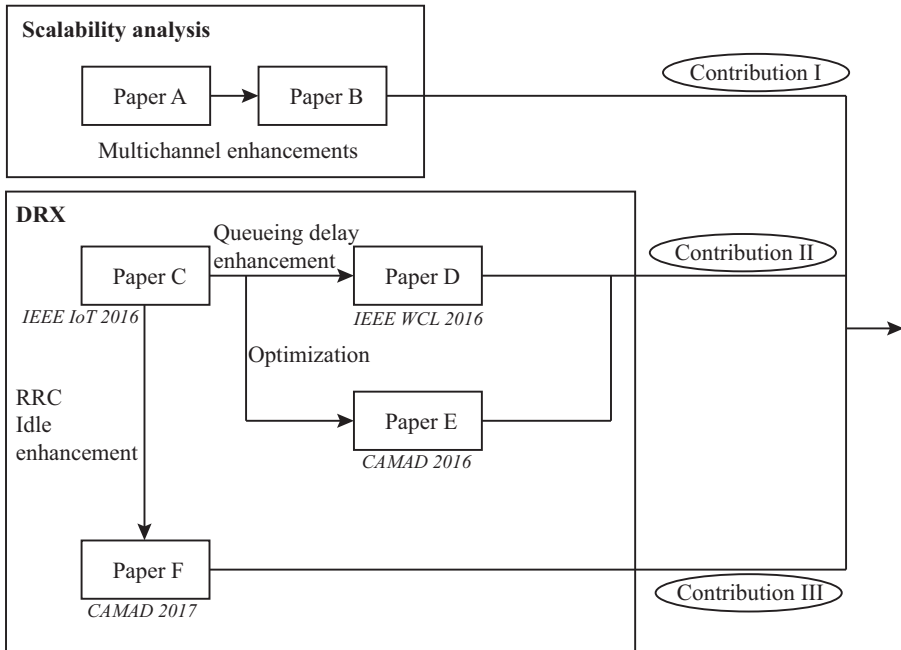 Scalability analysis
Contribution I
Paper A
Paper B
Multichannel enhancements
DRX
Queueing delay
enhancement
Contribution II
Paper C
Paper D
IEEE IoT 2016
IEEE WCL 2016
Optimization
RRC
Idle
enhancement
Paper E
CAMAD 2016
Paper F
Contribution III
CAMAD 2017